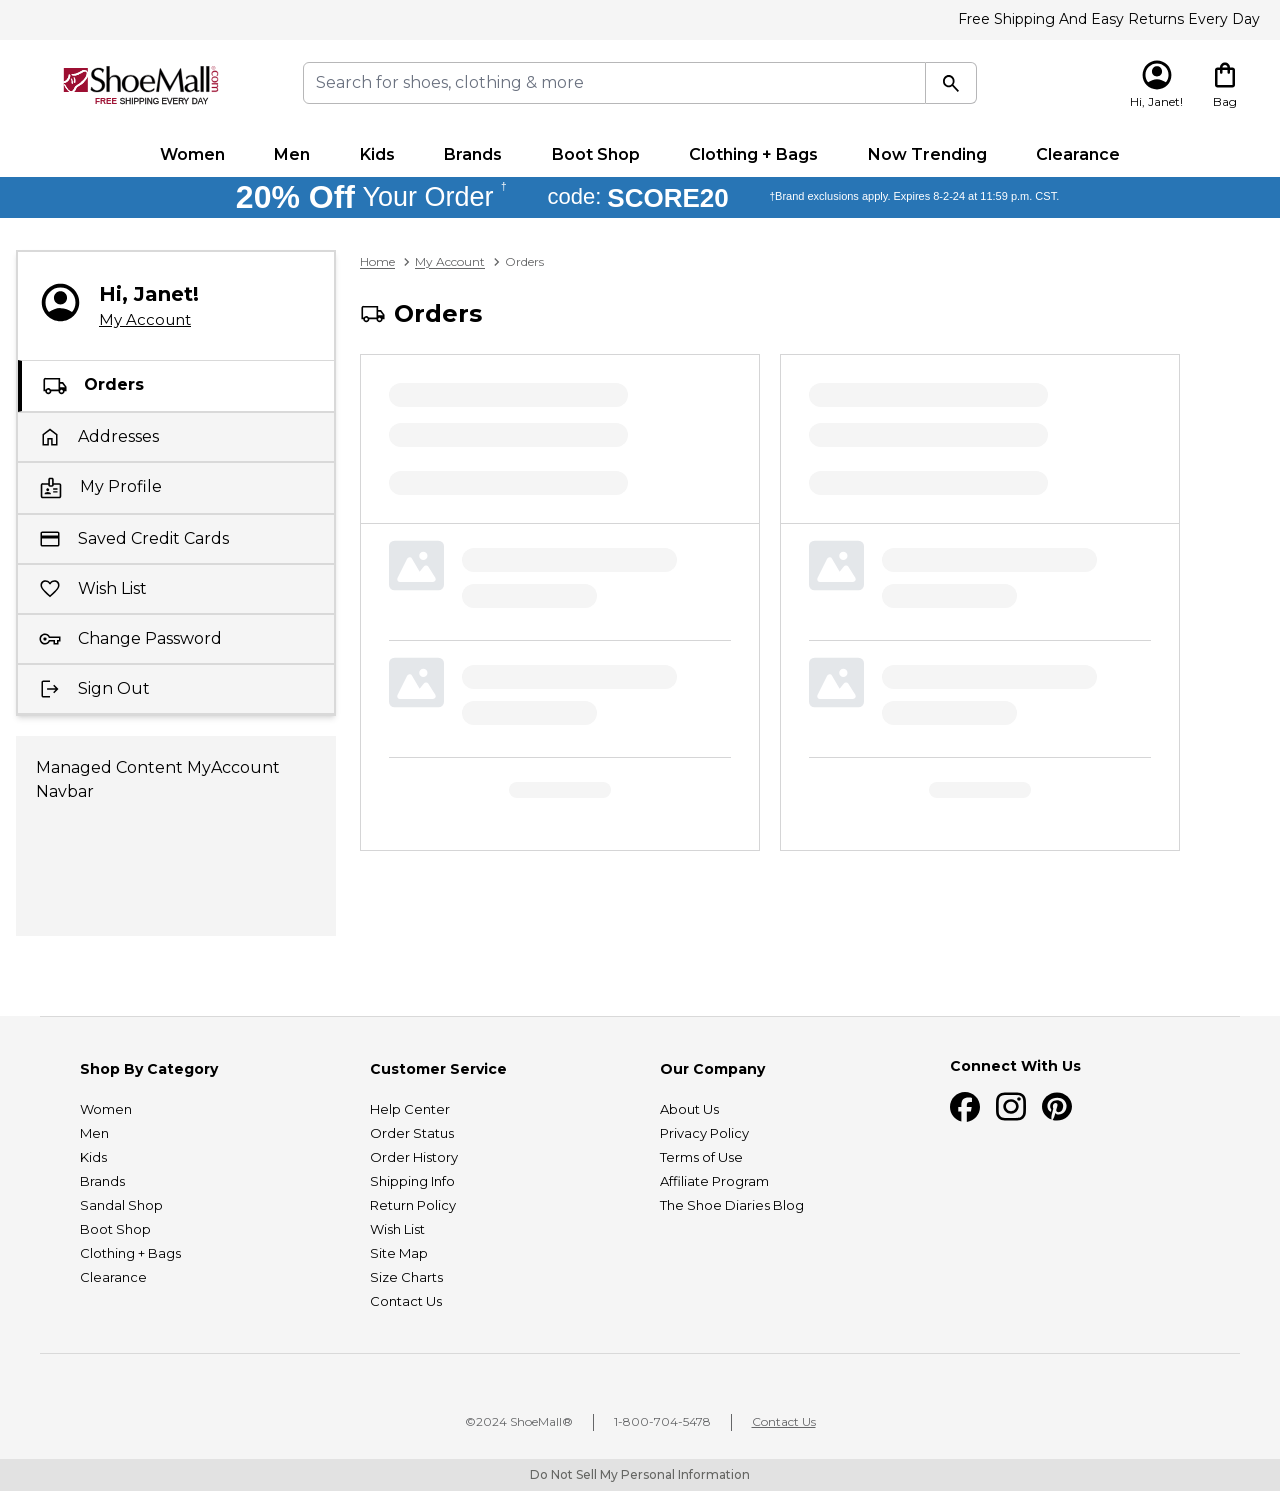 Free Shipping And Easy Returns Every Day
ShoeMall.com
FREE SHIPPING EVERY DAY
Search for shoes, clothing & more
Hi, Janet!
Bag
Women Men Kids Brands Boot Shop Clothing + Bags Now Trending Clearance
20% Off Your Order † code: SCORE20 †Brand exclusions apply. Expires 8-2-24 at 11:59 p.m. CST.
Hi, Janet!
My Account
Orders
Addresses
My Profile
Saved Credit Cards
Wish List
Change Password
Sign Out
Managed Content MyAccount
Navbar
Home My Account Orders
Orders
Shop By Category
Women
Men
Kids
Brands
Sandal Shop
Boot Shop
Clothing + Bags
Clearance
Customer Service
Help Center
Order Status
Order History
Shipping Info
Return Policy
Wish List
Site Map
Size Charts
Contact Us
Our Company
About Us
Privacy Policy
Terms of Use
Affiliate Program
The Shoe Diaries Blog
Connect With Us
©2024 ShoeMall® 1-800-704-5478 Contact Us
Do Not Sell My Personal Information